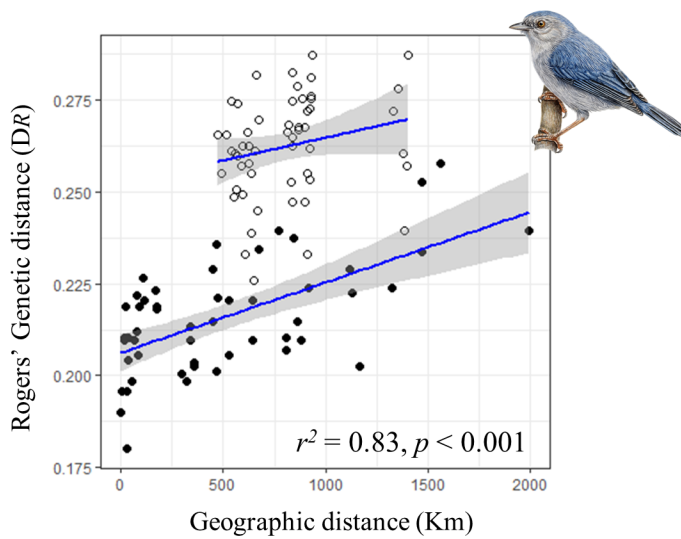 Rogers’ Genetic distance (DR)
0.275
0.250
0.225
0.200
0.175
r² = 0.83, p < 0.001
0 500 1000 1500 2000
Geographic distance (Km)